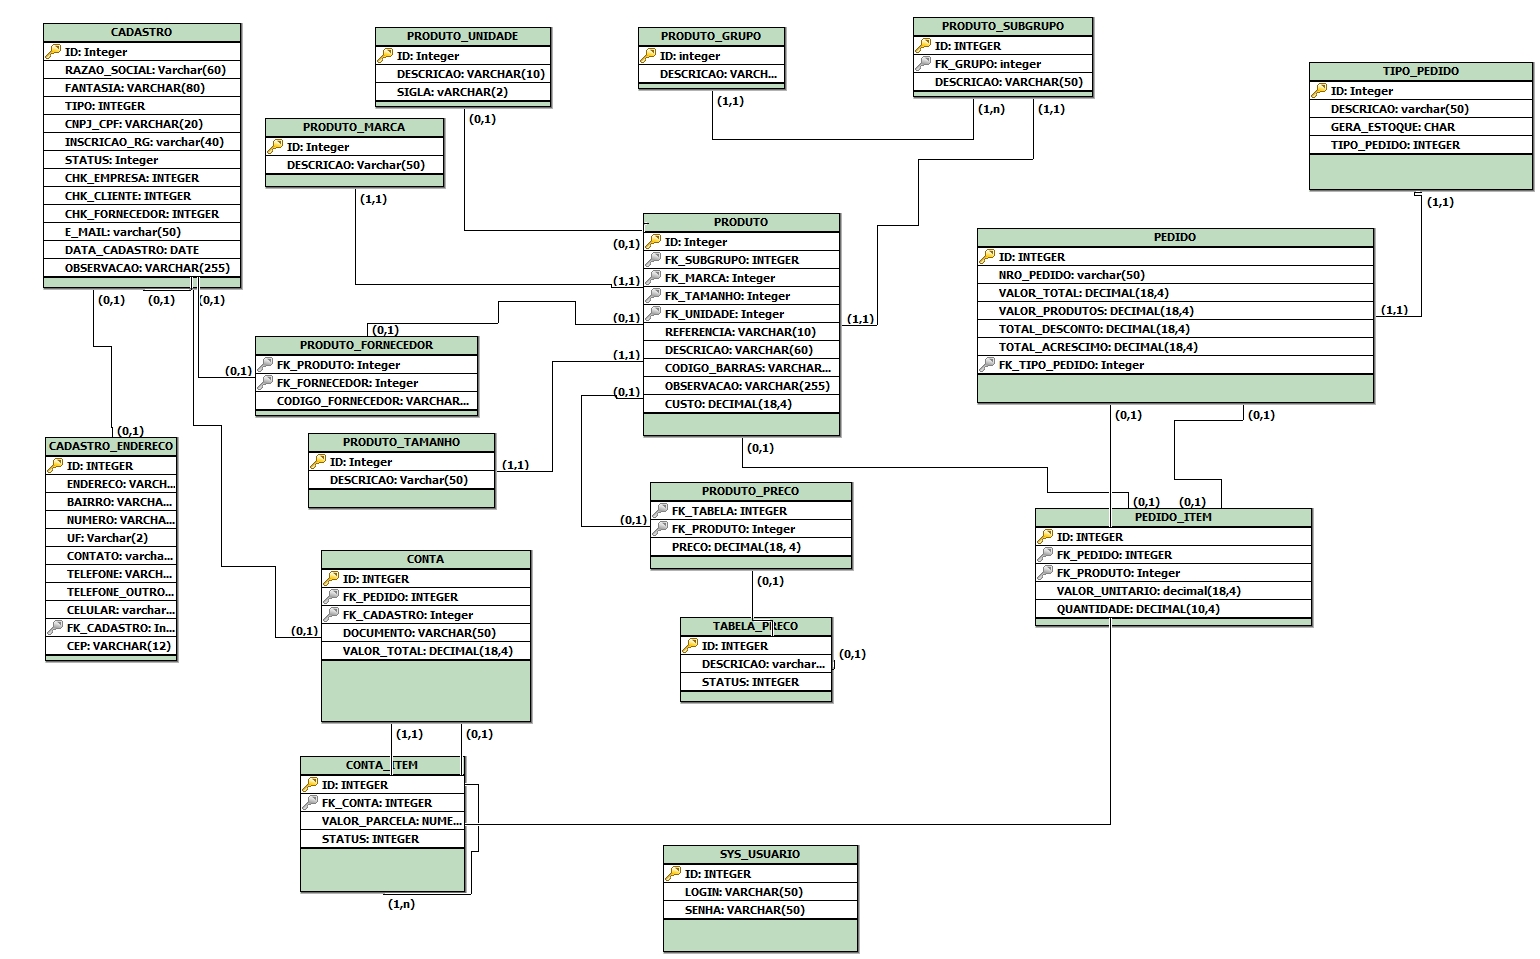 CADASTRO
ID: Integer
RAZAO_SOCIAL: Varchar(60)
FANTASIA: VARCHAR(80)
TIPO: INTEGER
CNPJ_CPF: VARCHAR(20)
INSCRICAO_RG: varchar(40)
STATUS: Integer
CHK_EMPRESA: INTEGER
CHK_CLIENTE: INTEGER
CHK_FORNECEDOR: INTEGER
E_MAIL: varchar(50)
DATA_CADASTRO: DATE
OBSERVACAO: VARCHAR(255)
(0,1)
(0,1)
(0,1)
PRODUTO_UNIDADE
ID: Integer
DESCRICAO: VARCHAR(10)
SIGLA: vARCHAR(2)
(0,1)
PRODUTO_GRUPO
ID: integer
DESCRICAO: VARCH...
(1,1)
PRODUTO_SUBGRUPO
ID: INTEGER
FK_GRUPO: integer
DESCRICAO: VARCHAR(50)
(1,n)
(1,1)
TIPO_PEDIDO
ID: Integer
DESCRICAO: varchar(50)
GERA_ESTOQUE: CHAR
TIPO_PEDIDO: INTEGER
(1,1)
PRODUTO_MARCA
ID: Integer
DESCRICAO: Varchar(50)
(1,1)
PRODUTO
ID: Integer
FK_SUBGRUPO: INTEGER
FK_MARCA: Integer
FK_TAMANHO: Integer
FK_UNIDADE: Integer
REFERENCIA: VARCHAR(10)
DESCRICAO: VARCHAR(60)
CODIGO_BARRAS: VARCHAR...
OBSERVACAO: VARCHAR(255)
CUSTO: DECIMAL(18,4)
(0,1)
(1,1)
(0,1)
(1,1)
(0,1)
(1,1)
(0,1)
PEDIDO
ID: INTEGER
NRO_PEDIDO: varchar(50)
VALOR_TOTAL: DECIMAL(18,4)
VALOR_PRODUTOS: DECIMAL(18,4)
TOTAL_DESCONTO: DECIMAL(18,4)
TOTAL_ACRESCIMO: DECIMAL(18,4)
FK_TIPO_PEDIDO: Integer
(1,1)
(0,1)
(0,1)
(0,1)
PRODUTO_FORNECEDOR
FK_PRODUTO: Integer
FK_FORNECEDOR: Integer
CODIGO_FORNECEDOR: VARCHAR...
(0,1)
(0,1)
CADASTRO_ENDERECO
ID: INTEGER
ENDERECO: VARCH...
BAIRRO: VARCHA...
NUMERO: VARCHA...
UF: Varchar(2)
CONTATO: varcha...
TELEFONE: VARCH...
TELEFONE_OUTRO...
CELULAR: varchar...
FK_CADASTRO: In...
CEP: VARCHAR(12)
PRODUTO_TAMANHO
ID: Integer
DESCRICAO: Varchar(50)
(1,1)
PRODUTO_PRECO
FK_TABELA: INTEGER
FK_PRODUTO: Integer
PRECO: DECIMAL(18, 4)
(0,1)
(0,1)
(0,1)
(0,1)
PEDIDO_ITEM
ID: INTEGER
FK_PEDIDO: INTEGER
FK_PRODUTO: Integer
VALOR_UNITARIO: decimal(18,4)
QUANTIDADE: DECIMAL(10,4)
CONTA
ID: INTEGER
FK_PEDIDO: INTEGER
FK_CADASTRO: Integer
DOCUMENTO: VARCHAR(50)
VALOR_TOTAL: DECIMAL(18,4)
(0,1)
(1,1)
(0,1)
TABELA_PRECO
ID: INTEGER
DESCRICAO: varchar...
STATUS: INTEGER
(0,1)
CONTA_ITEM
ID: INTEGER
FK_CONTA: INTEGER
VALOR_PARCELA: NUME...
STATUS: INTEGER
(1,n)
SYS_USUARIO
ID: INTEGER
LOGIN: VARCHAR(50)
SENHA: VARCHAR(50)